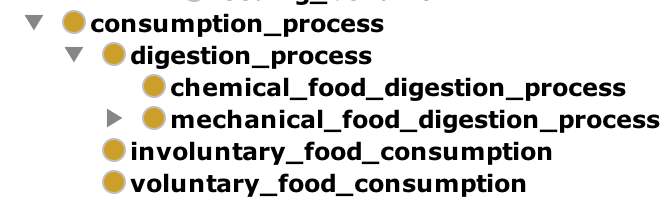 consumption_process
digestion_process
chemical_food_digestion_process
mechanical_food_digestion_process
involuntary_food_consumption
voluntary_food_consumption